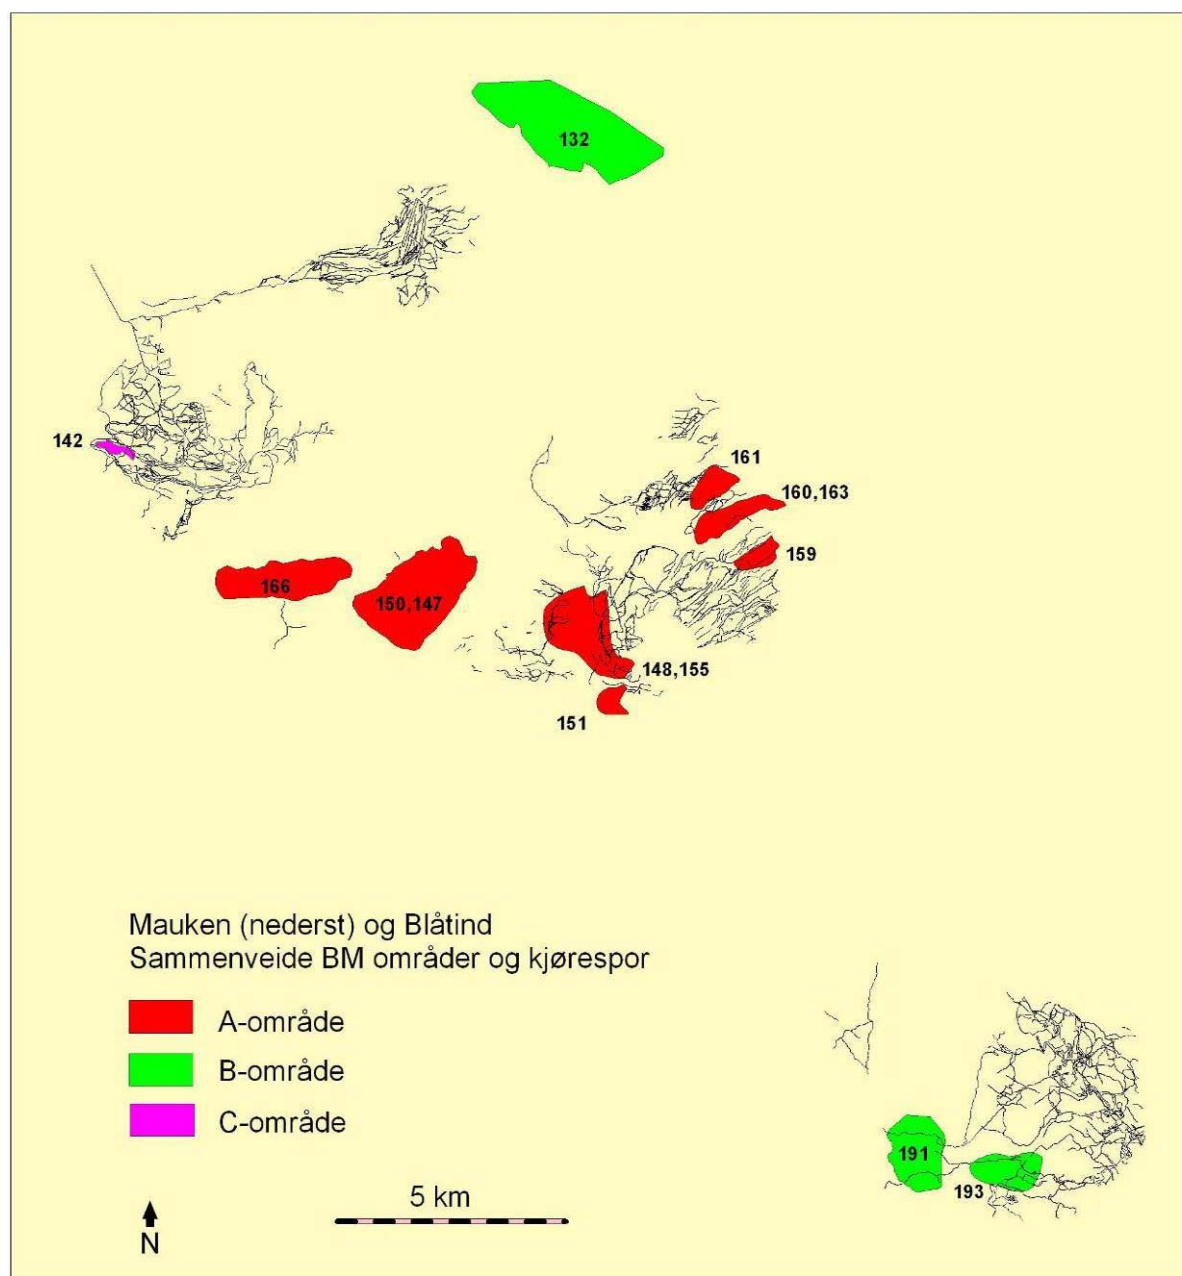 132
142
161
160,163
159
166
150,147
148,155
151
Mauken (nederst) og Blåtind
Sammenveide BM områder og kjørespor
A-område
B-område
C-område
191
193
5 km
N